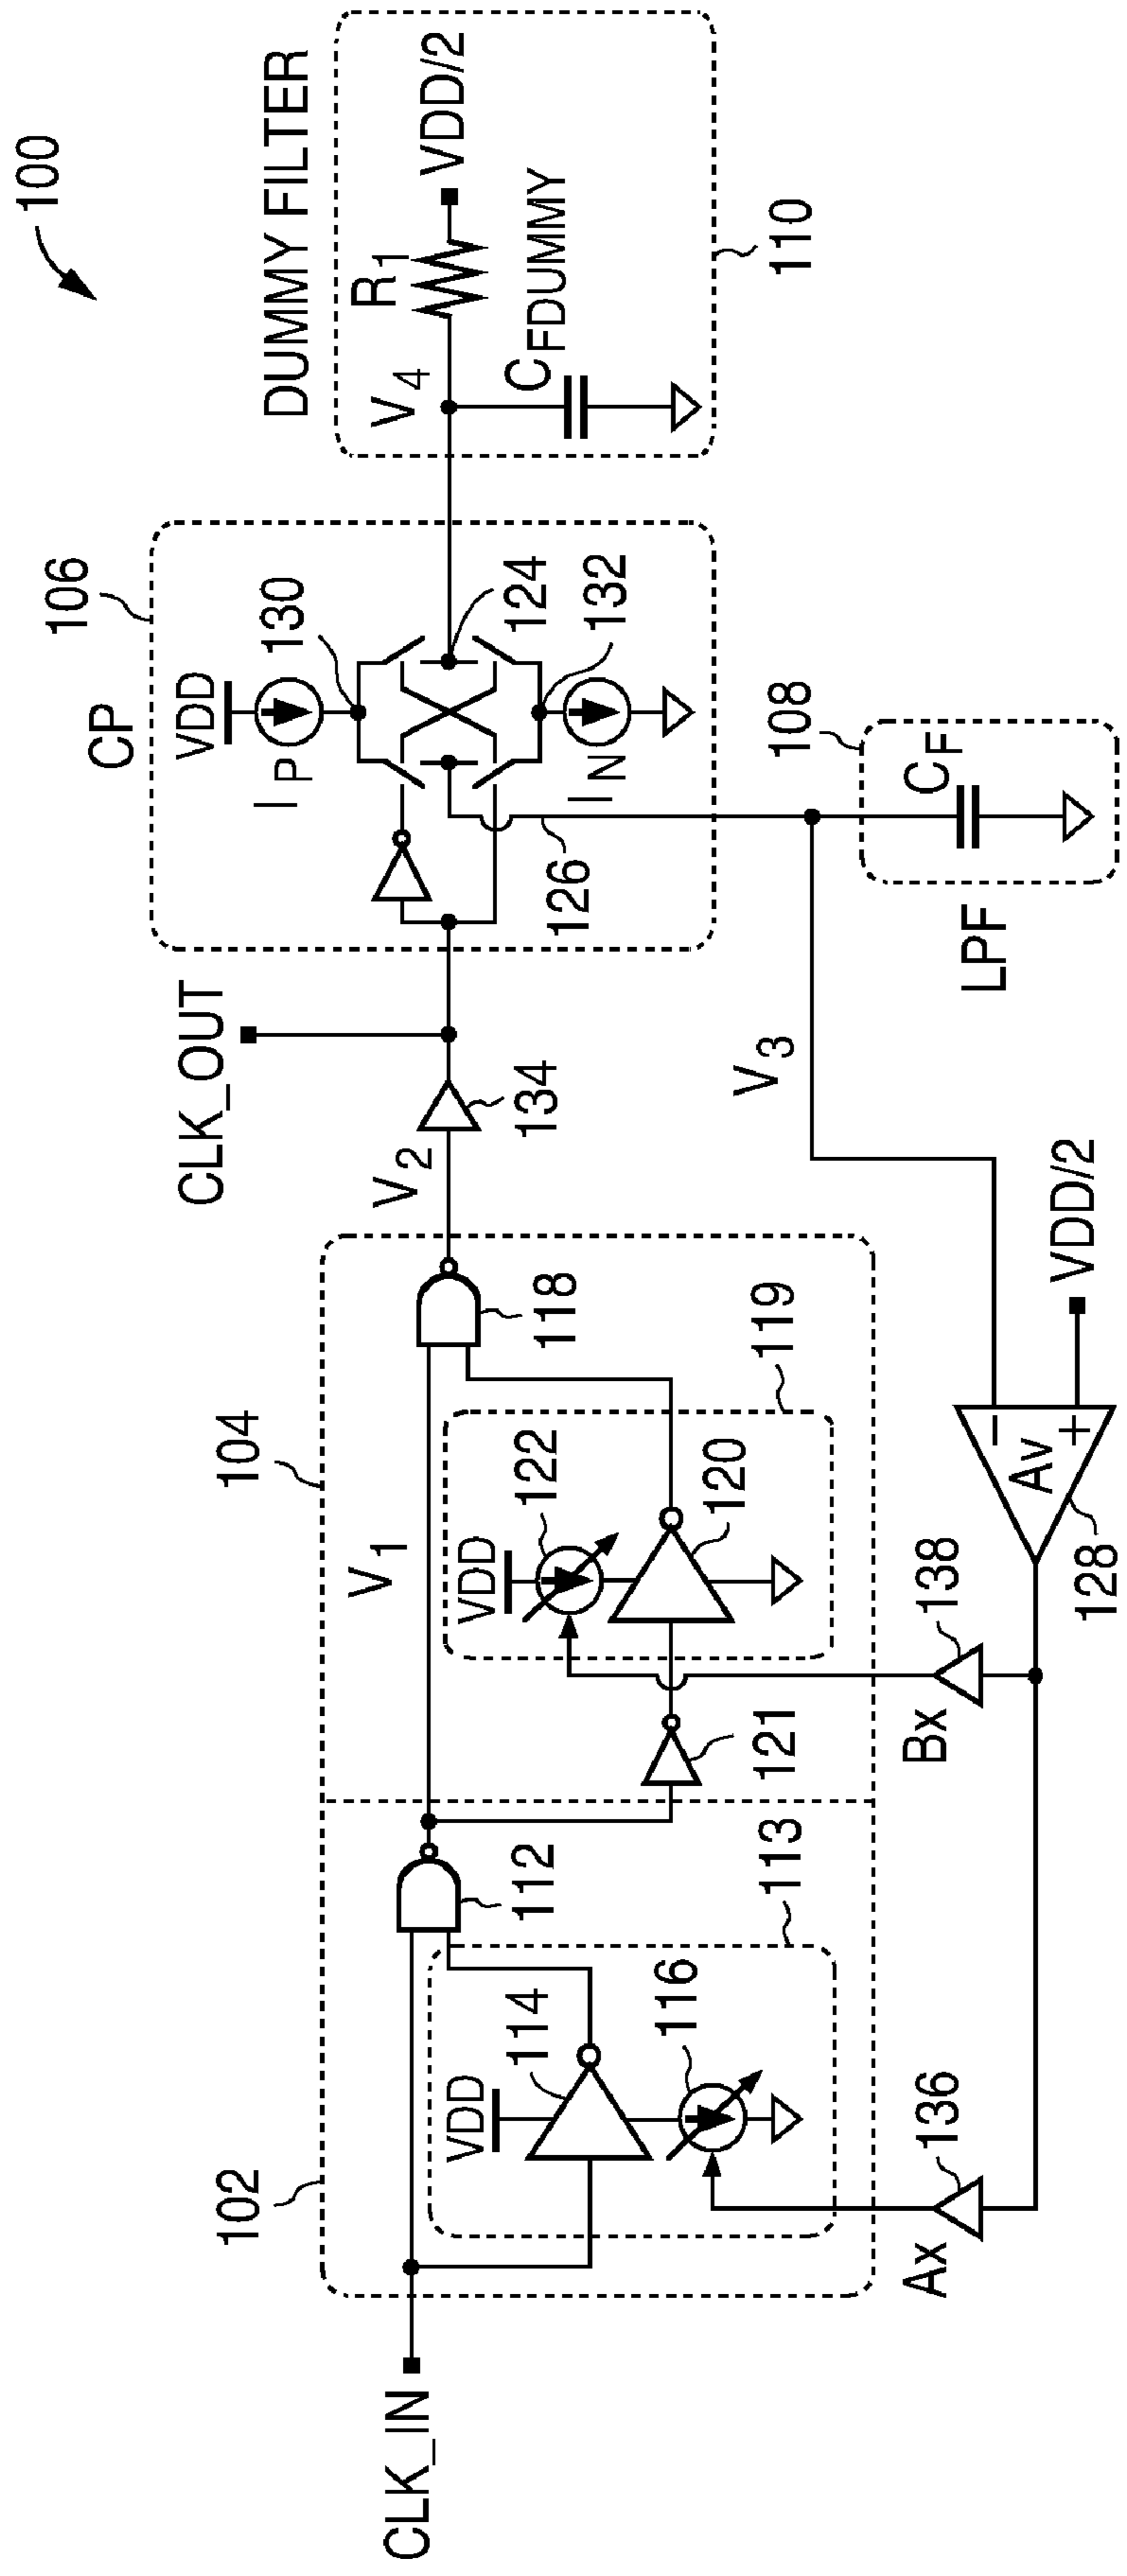 100
DUMMY FILTER
VDD/2
R1
V4
CFDUMMY
110
106
CP
VDD
130
IP
124
132
IN
126
108
CF
LPF
CLK_OUT
V2
134
V3
104
V1
118
119
VDD
122
120
121
138
Bx
VDD/2
Av
−
+
128
102
112
113
VDD
114
116
136
Ax
CLK_IN